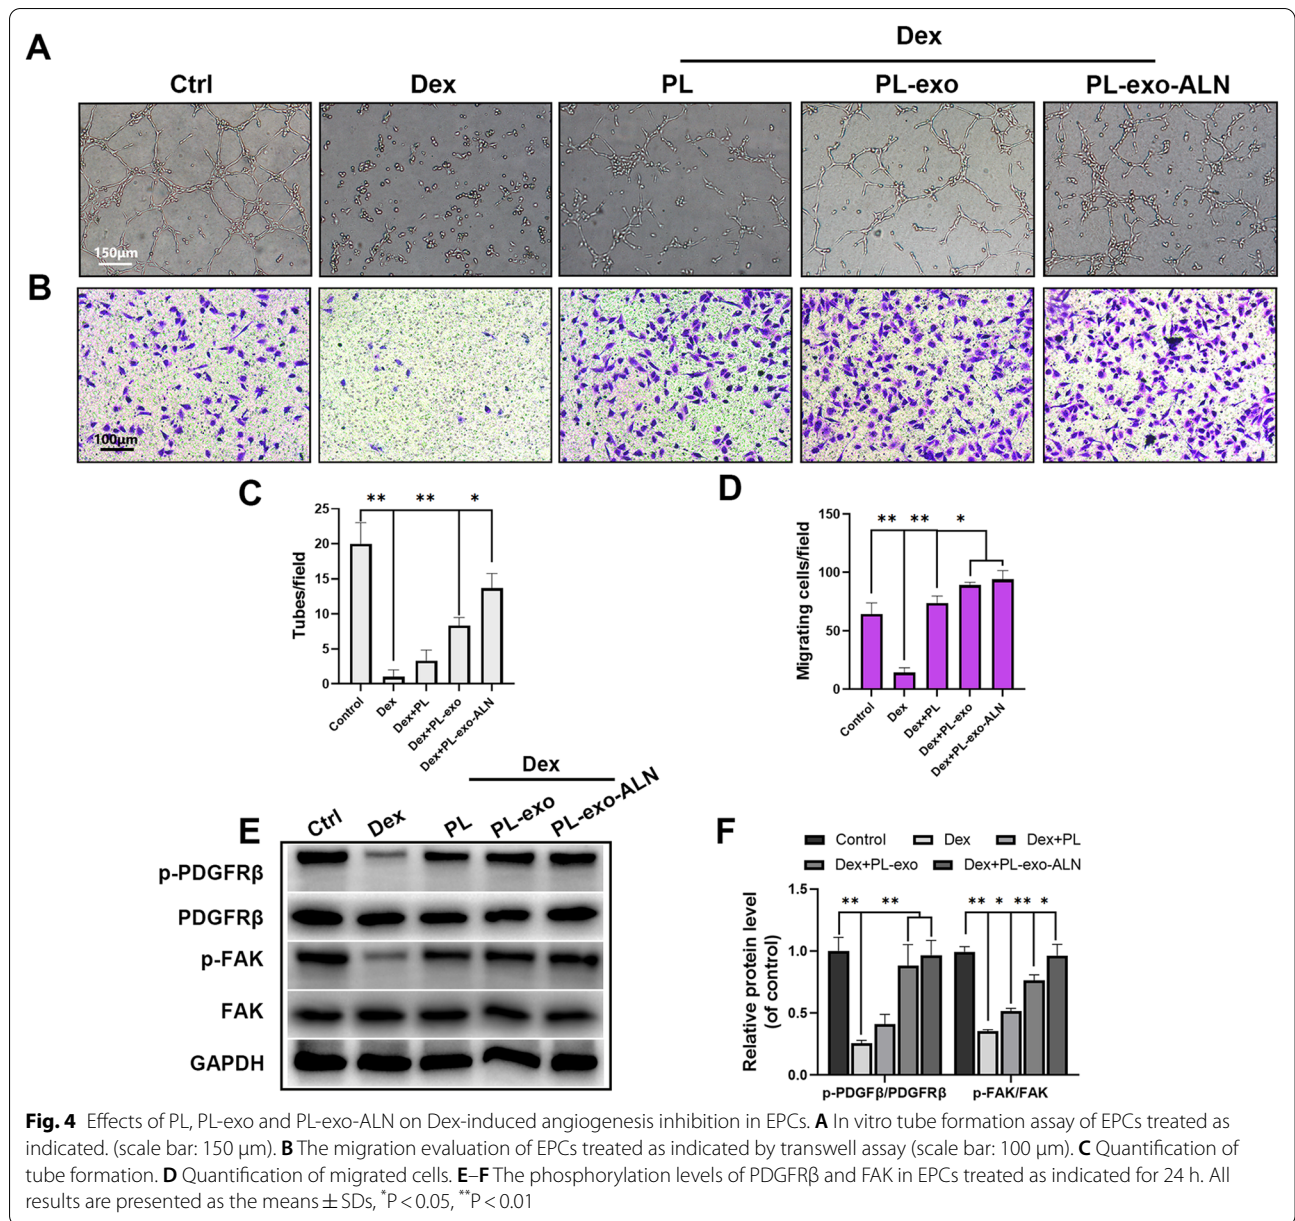 A
Dex
Ctrl
Dex
PL
PL-exo
PL-exo-ALN
150μm
B
100μm
C
** ** *
Tubes/field
25
20
15
10
5
0
Control
Dex
Dex+PL
Dex+PL-exo
Dex+PL-exo-ALN
D
** ** *
Migrating cells/field
150
100
50
0
Control
Dex
Dex+PL
Dex+PL-exo
Dex+PL-exo-ALN
E
Dex
Ctrl
Dex
PL
PL-exo
PL-exo-ALN
p-PDGFRβ
PDGFRβ
p-FAK
FAK
GAPDH
F
Control Dex Dex+PL
Dex+PL-exo Dex+PL-exo-ALN
Relative protein level
(of control)
1.5
1.0
0.5
0.0
** ** ** * ** *
p-PDGFβ/PDGFRβ p-FAK/FAK
Fig. 4 Effects of PL, PL-exo and PL-exo-ALN on Dex-induced angiogenesis inhibition in EPCs. A In vitro tube formation assay of EPCs treated as
indicated. (scale bar: 150 μm). B The migration evaluation of EPCs treated as indicated by transwell assay (scale bar: 100 μm). C Quantification of
tube formation. D Quantification of migrated cells. E–F The phosphorylation levels of PDGFRβ and FAK in EPCs treated as indicated for 24 h. All
results are presented as the means ± SDs, *P < 0.05, **P < 0.01